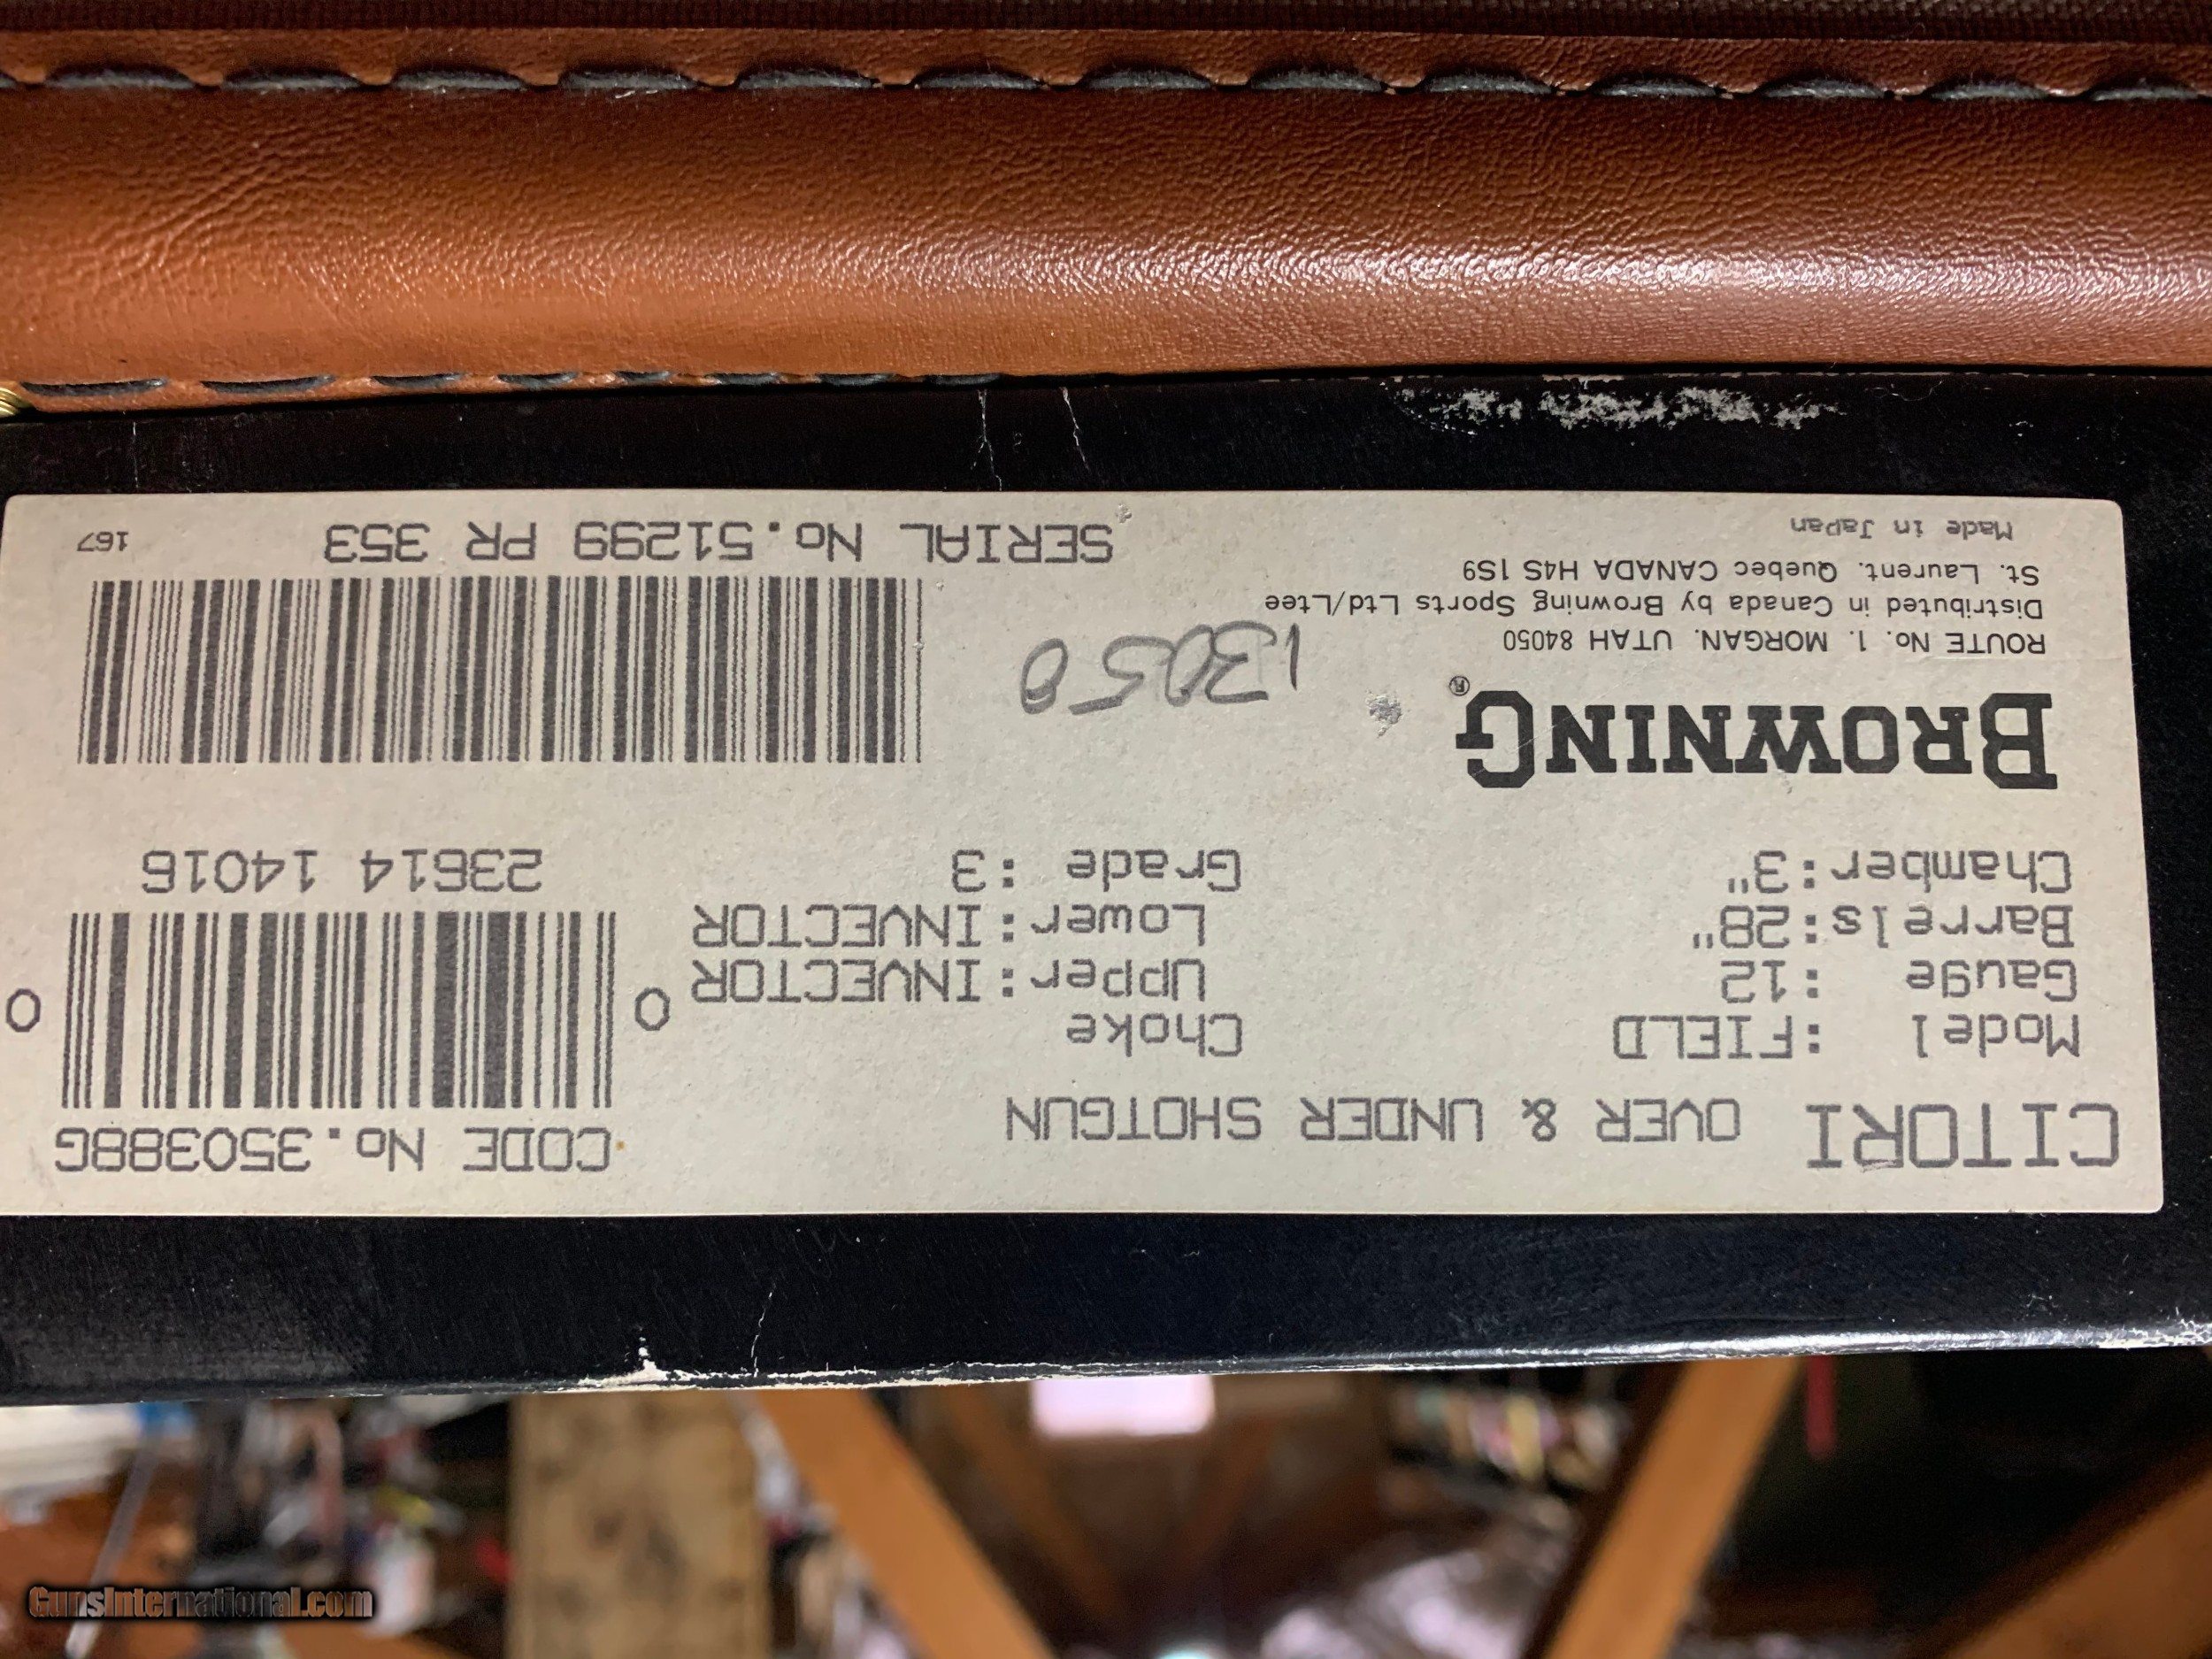 CITORI OVER & UNDER SHOTGUN
CODE No.350388G
Model :FIELD
Gauge :12
Barrels:28"
Chamber:3"
Choke
Upper:INVECTOR
Lower:INVECTOR
Grade :3
0
0
23614 14016
BROWNING®
ROUTE No. 1. MORGAN. UTAH 84050
Distributed in Canada by Browning Sports Ltd/Ltee
St. Laurent. Quebec CANADA H4S 1S9
Made in Japan
13050
SERIAL No.51299 PR 353
167
GunsInternational.com